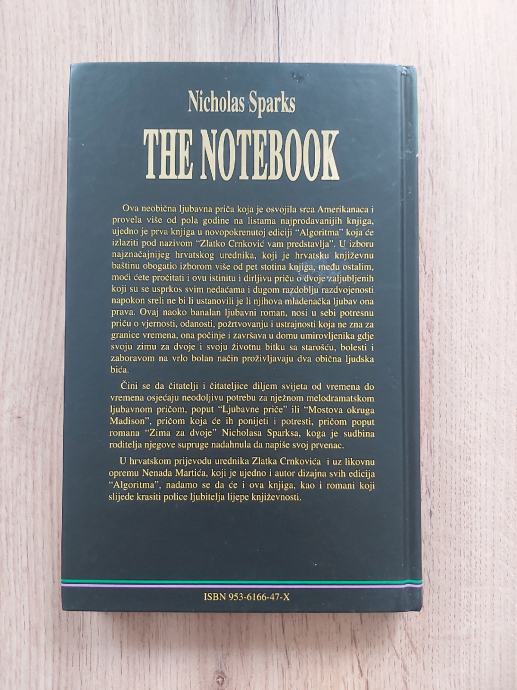 Nicholas Sparks
THE NOTEBOOK
Ova neobična ljubavna priča koja je osvojila srca Amerikanaca i
provela više od pola godine na listama najprodavanijih knjiga,
ujedno je prva knjiga u novopokrenutoj ediciji “Algoritma” koja će
izlaziti pod nazivom “Zlatko Crnković vam predstavlja”. U izboru
najznačajnijeg hrvatskog urednika, koji je hrvatsku književnu
baštinu obogatio izborom više od pet stotina knjiga, među ostalim,
moći ćete pročitati i ovu istinitu i dirljivu priču o dvoje zaljubljenih
koji su se usprkos svim nedaćama i dugom razdoblju razdvojenosti
napokon sreli ne bi li ustanovili je li njihova mladenačka ljubav ona
prava. Ovaj naoko banalan ljubavni roman, nosi u sebi potresnu
priču o vjernosti, odanosti, požrtvovanju i ustrajnosti koja ne zna za
granice vremena, ona počinje i završava u domu umirovljenika gdje
svoju zimu za dvoje i svoju životnu bitku sa starošću, bolesti i
zaboravom na vrlo bolan način proživljavaju dva obična ljudska
bića.
Čini se da čitatelji i čitateljice diljem svijeta od vremena do
vremena osjećaju neodoljivu potrebu za nježnom melodramatskom
ljubavnom pričom, poput “Ljubavne priče” ili “Mostova okruga
Madison”, pričom koja će ih ponijeti i potresti, pričom poput
romana “Zima za dvoje” Nicholasa Sparksa, koga je sudbina
roditelja njegove supruge nadahnula da napiše svoj prvenac.
U hrvatskom prijevodu urednika Zlatka Crnkovića i uz likovnu
opremu Nenada Martića, koji je ujedno i autor dizajna svih edicija
“Algoritma”, nadamo se da će i ova knjiga, kao i romani koji
slijede krasiti police ljubitelja lijepe književnosti.
ISBN 953-6166-47-X